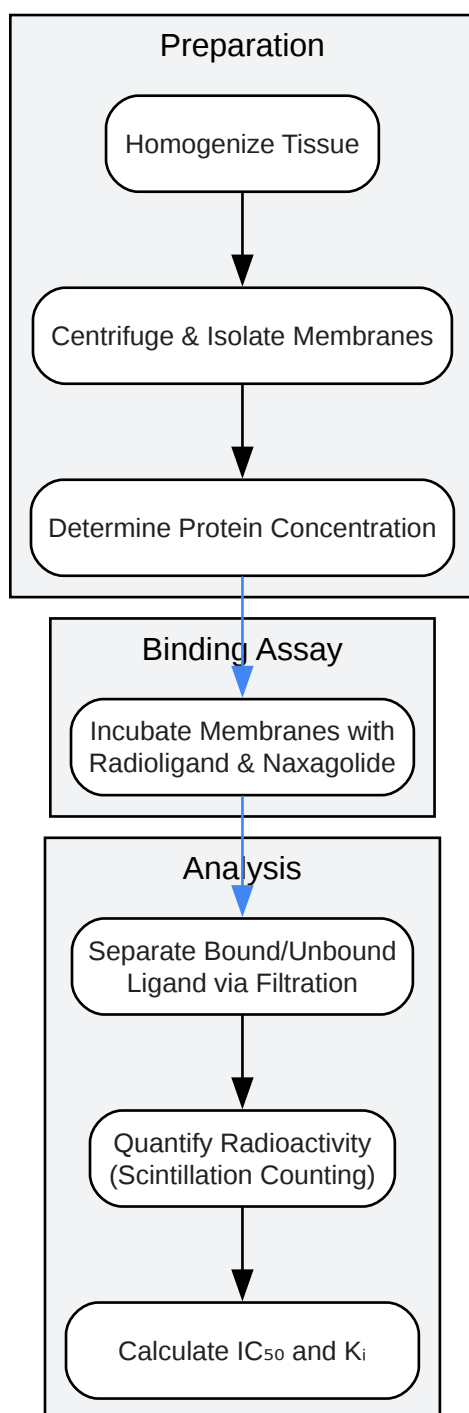 Preparation
Homogenize Tissue
Centrifuge & Isolate Membranes
Determine Protein Concentration
Binding Assay
Incubate Membranes with
Radioligand & Naxagolide
Analysis
Separate Bound/Unbound
Ligand via Filtration
Quantify Radioactivity
(Scintillation Counting)
Calculate IC₅₀ and Kᵢ